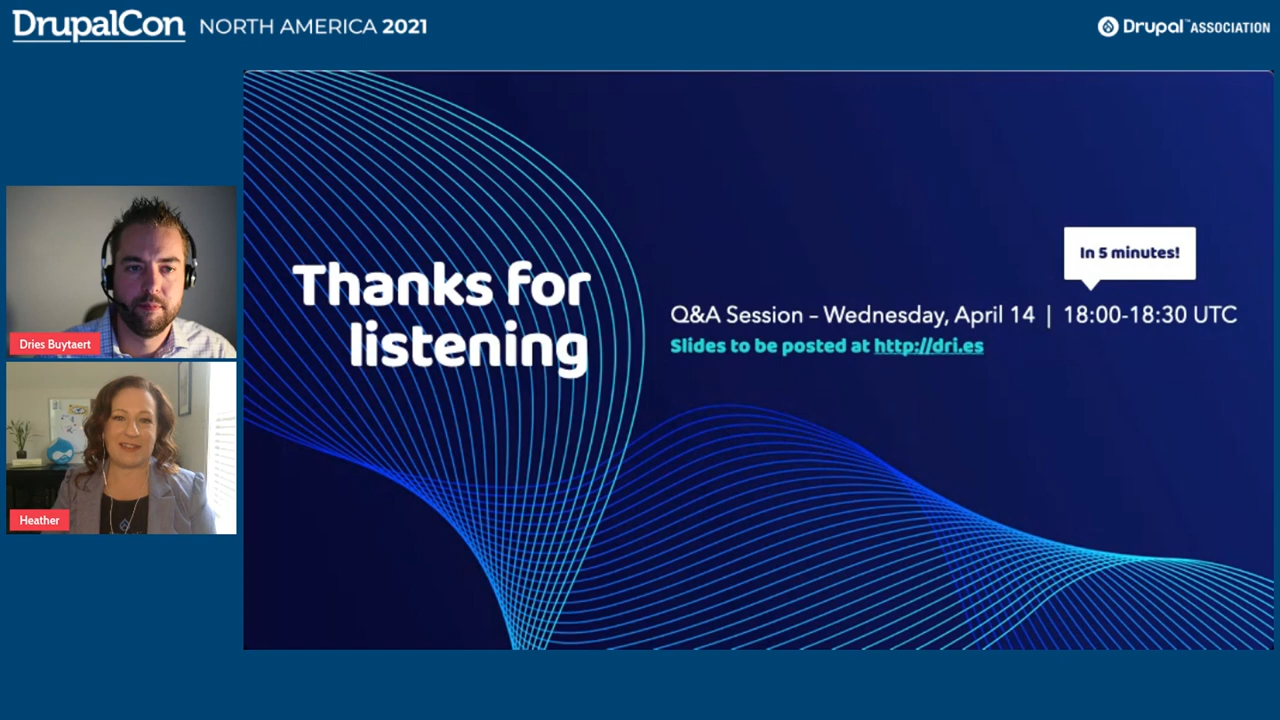 DrupalCon NORTH AMERICA 2021
Drupal™ ASSOCIATION
Dries Buytaert
Heather
Thanks for
listening
In 5 minutes!
Q&A Session – Wednesday, April 14 | 18:00-18:30 UTC
Slides to be posted at http://dri.es